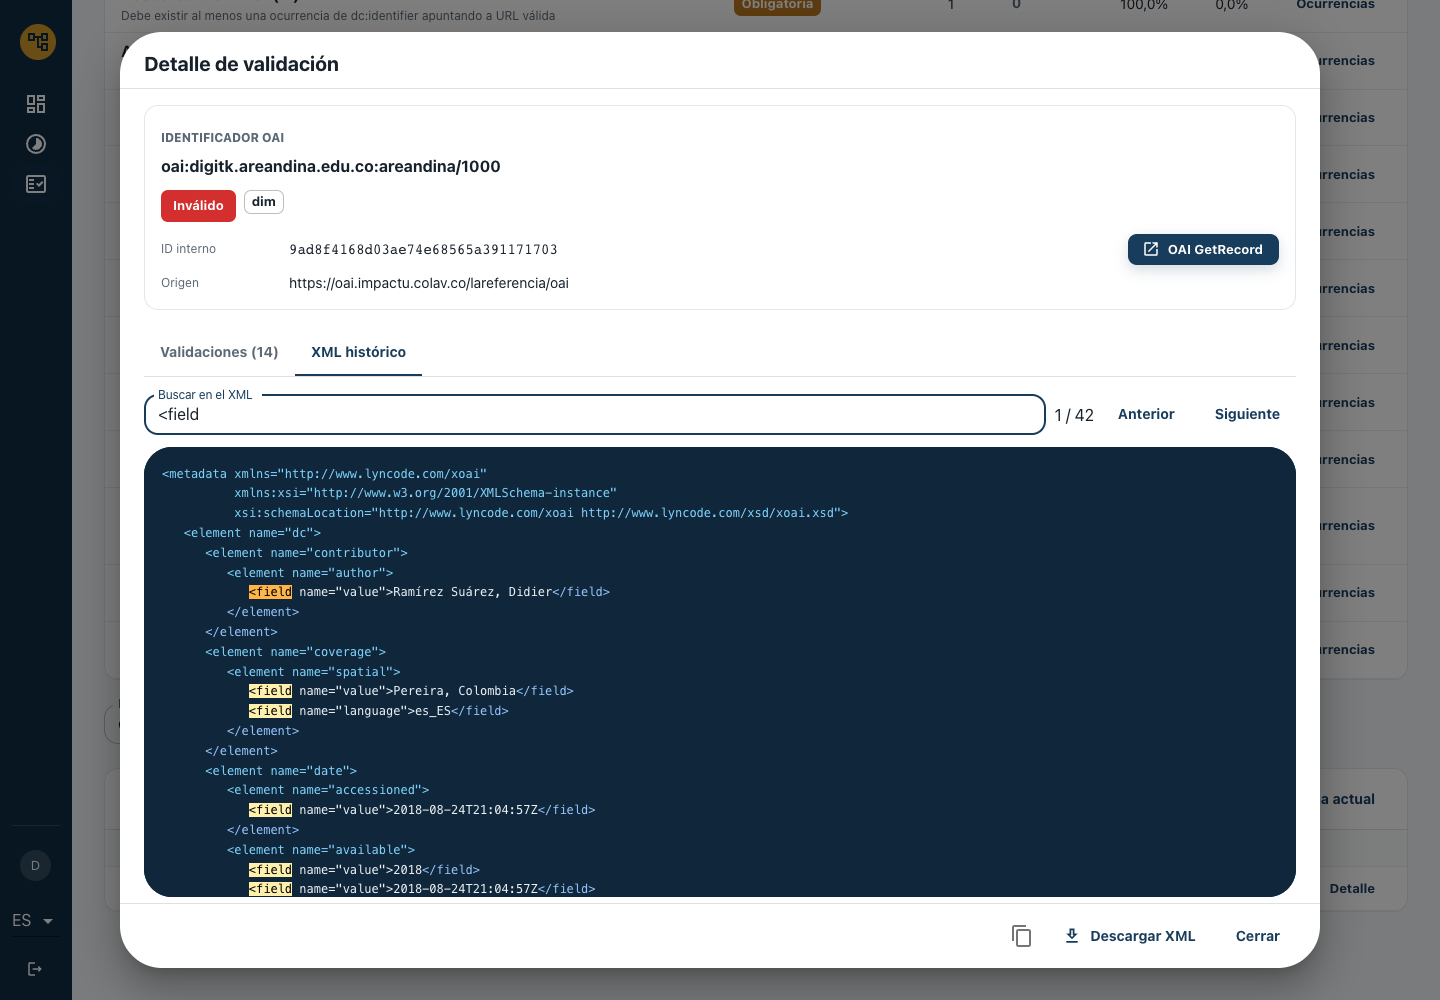 Debe existir al menos una ocurrencia de dc:identifier apuntando a URL válida
Obligatoria
1
0
100,0%
0,0%
Ocurrencias
Detalle de validación
IDENTIFICADOR OAI
oai:digitk.areandina.edu.co:areandina/1000
Inválido
dim
ID interno
9ad8f4168d03ae74e68565a391171703
OAI GetRecord
Origen
https://oai.impactu.colav.co/lareferencia/oai
Validaciones (14)
XML histórico
Buscar en el XML
<field
1 / 42
Anterior
Siguiente
<metadata xmlns="http://www.lyncode.com/xoai"
xmlns:xsi="http://www.w3.org/2001/XMLSchema-instance"
xsi:schemaLocation="http://www.lyncode.com/xoai http://www.lyncode.com/xsd/xoai.xsd">
<element name="dc">
<element name="contributor">
<element name="author">
<field name="value">Ramírez Suárez, Didier</field>
</element>
</element>
<element name="coverage">
<element name="spatial">
<field name="value">Pereira, Colombia</field>
<field name="language">es_ES</field>
</element>
</element>
<element name="date">
<element name="accessioned">
<field name="value">2018-08-24T21:04:57Z</field>
</element>
<element name="available">
<field name="value">2018</field>
<field name="value">2018-08-24T21:04:57Z</field>
a actual
Detalle
D
ES
Descargar XML
Cerrar